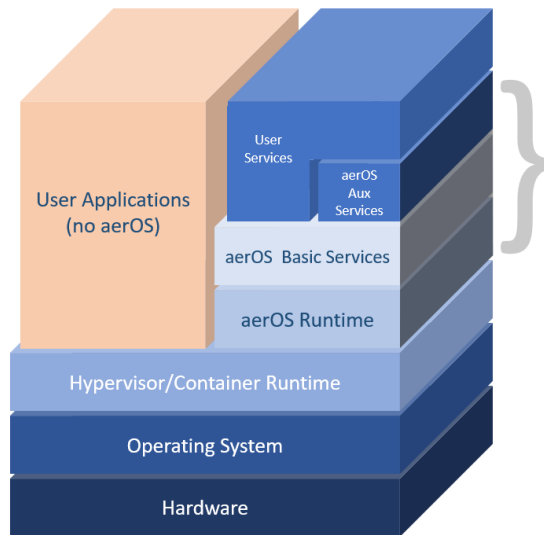 User
Services
aerOS
Aux
Services
User Applications
(no aerOS)
aerOS Basic Services
aerOS Runtime
Hypervisor/Container Runtime
Operating System
Hardware